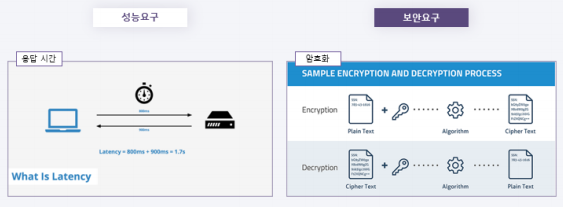 성능요구
보안요구
응답 시간
800ms
900ms
Latency = 800ms + 900ms = 1.7s
What Is Latency
암호화
SAMPLE ENCRYPTION AND DECRYPTION PROCESS
Encryption
+
Plain Text
Algorithm
Cipher Text
Decryption
+
Cipher Text
Algorithm
Plain Text